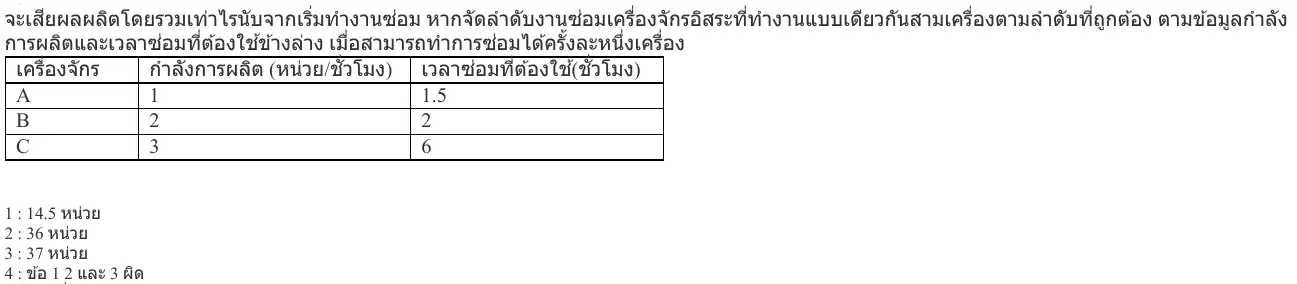 จะเสียผลผลิตโดยรวมเท่าไรนับจากเริ่มทำงานซ่อม หากจัดลำดับงานซ่อมเครื่องจักรอิสระที่ทำงานแบบเดียวกันสามเครื่องตามลำดับที่ถูกต้อง ตามข้อมูลกำลัง
การผลิตและเวลาซ่อมที่ต้องใช้ข้างล่าง เมื่อสามารถทำการซ่อมได้ครั้งละหนึ่งเครื่อง
เครื่องจักร กำลังการผลิต (หน่วย/ชั่วโมง) เวลาซ่อมที่ต้องใช้(ชั่วโมง)
A 1 1.5
B 2 2
C 3 6
1 : 14.5 หน่วย
2 : 36 หน่วย
3 : 37 หน่วย
4 : ข้อ 1 2 และ 3 ผิด